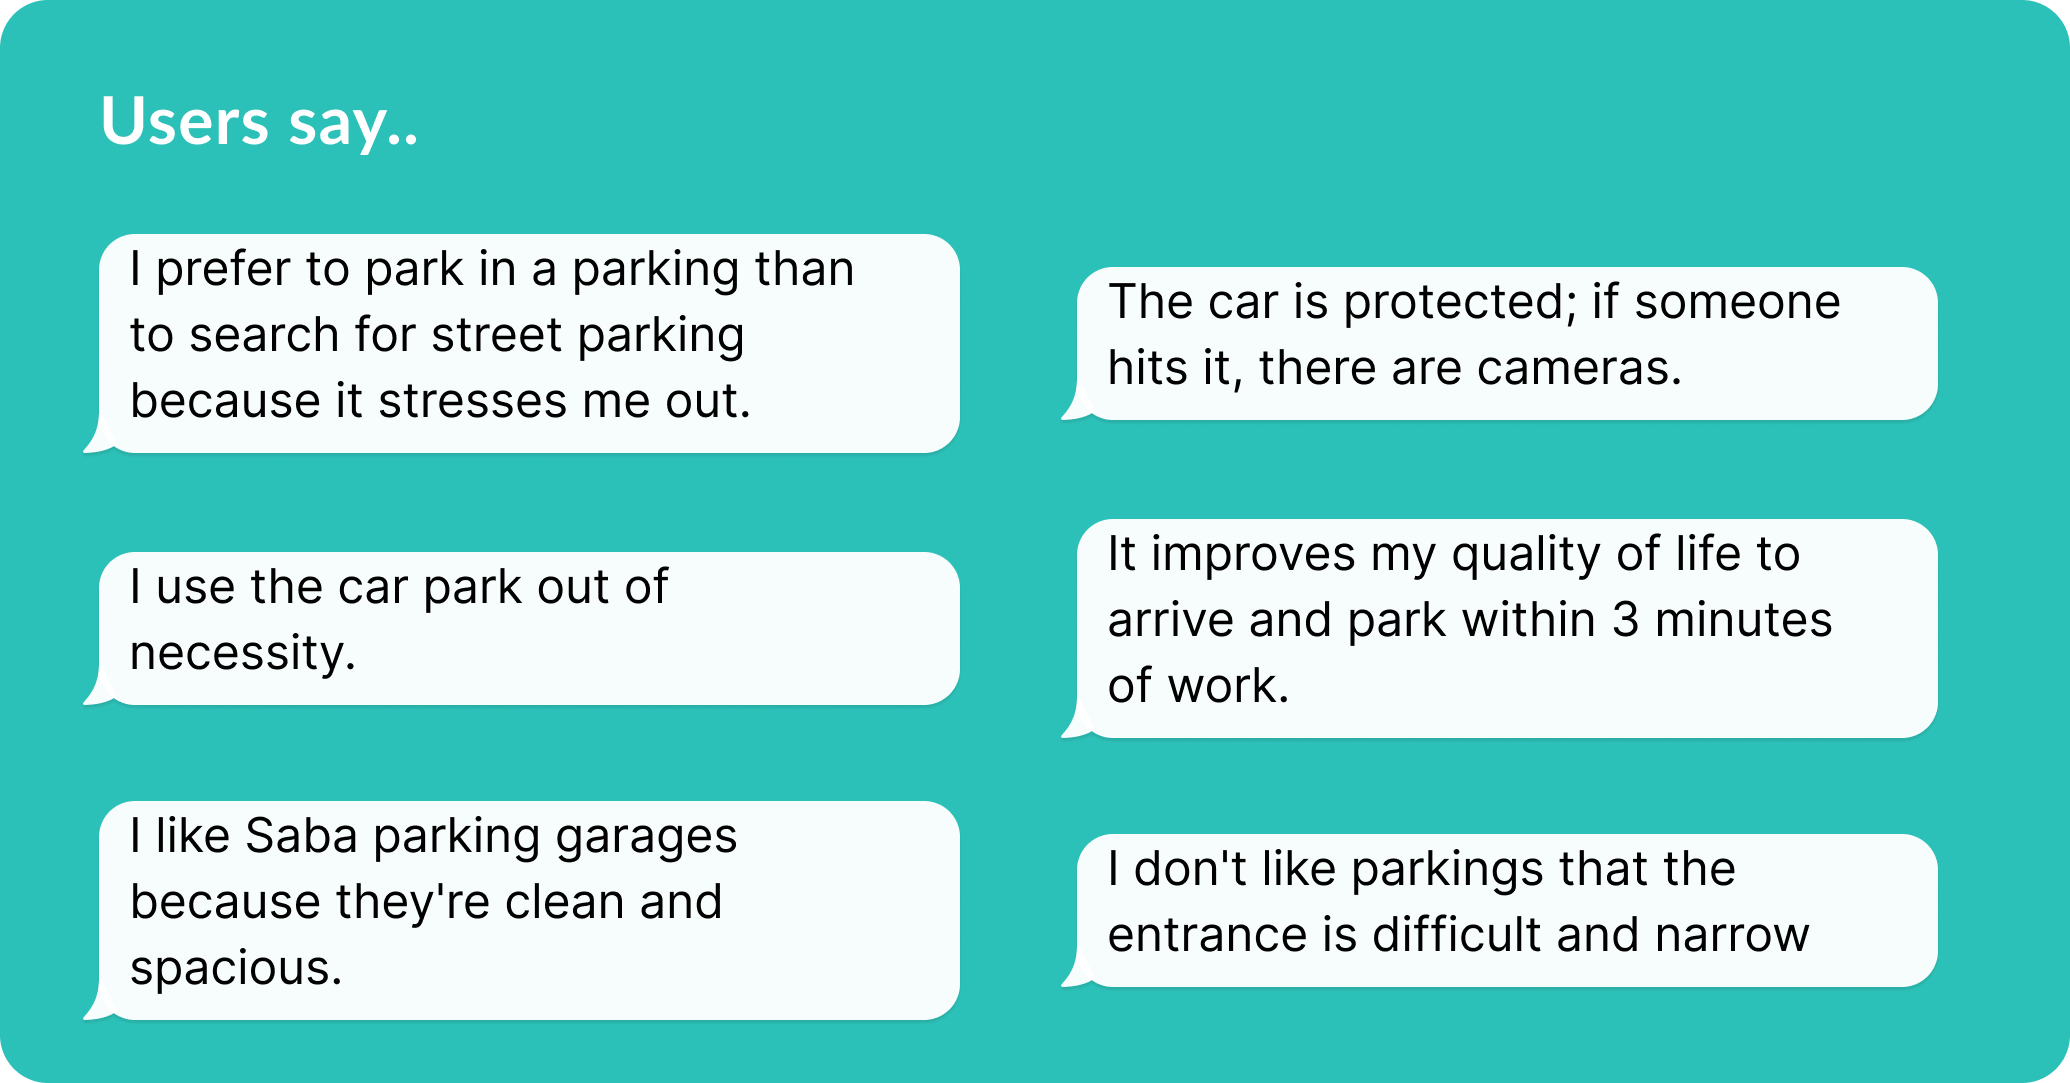 Users say..
I prefer to park in a parking than
to search for street parking
because it stresses me out.
The car is protected; if someone
hits it, there are cameras.
I use the car park out of
necessity.
It improves my quality of life to
arrive and park within 3 minutes
of work.
I like Saba parking garages
because they're clean and
spacious.
I don't like parkings that the
entrance is difficult and narrow